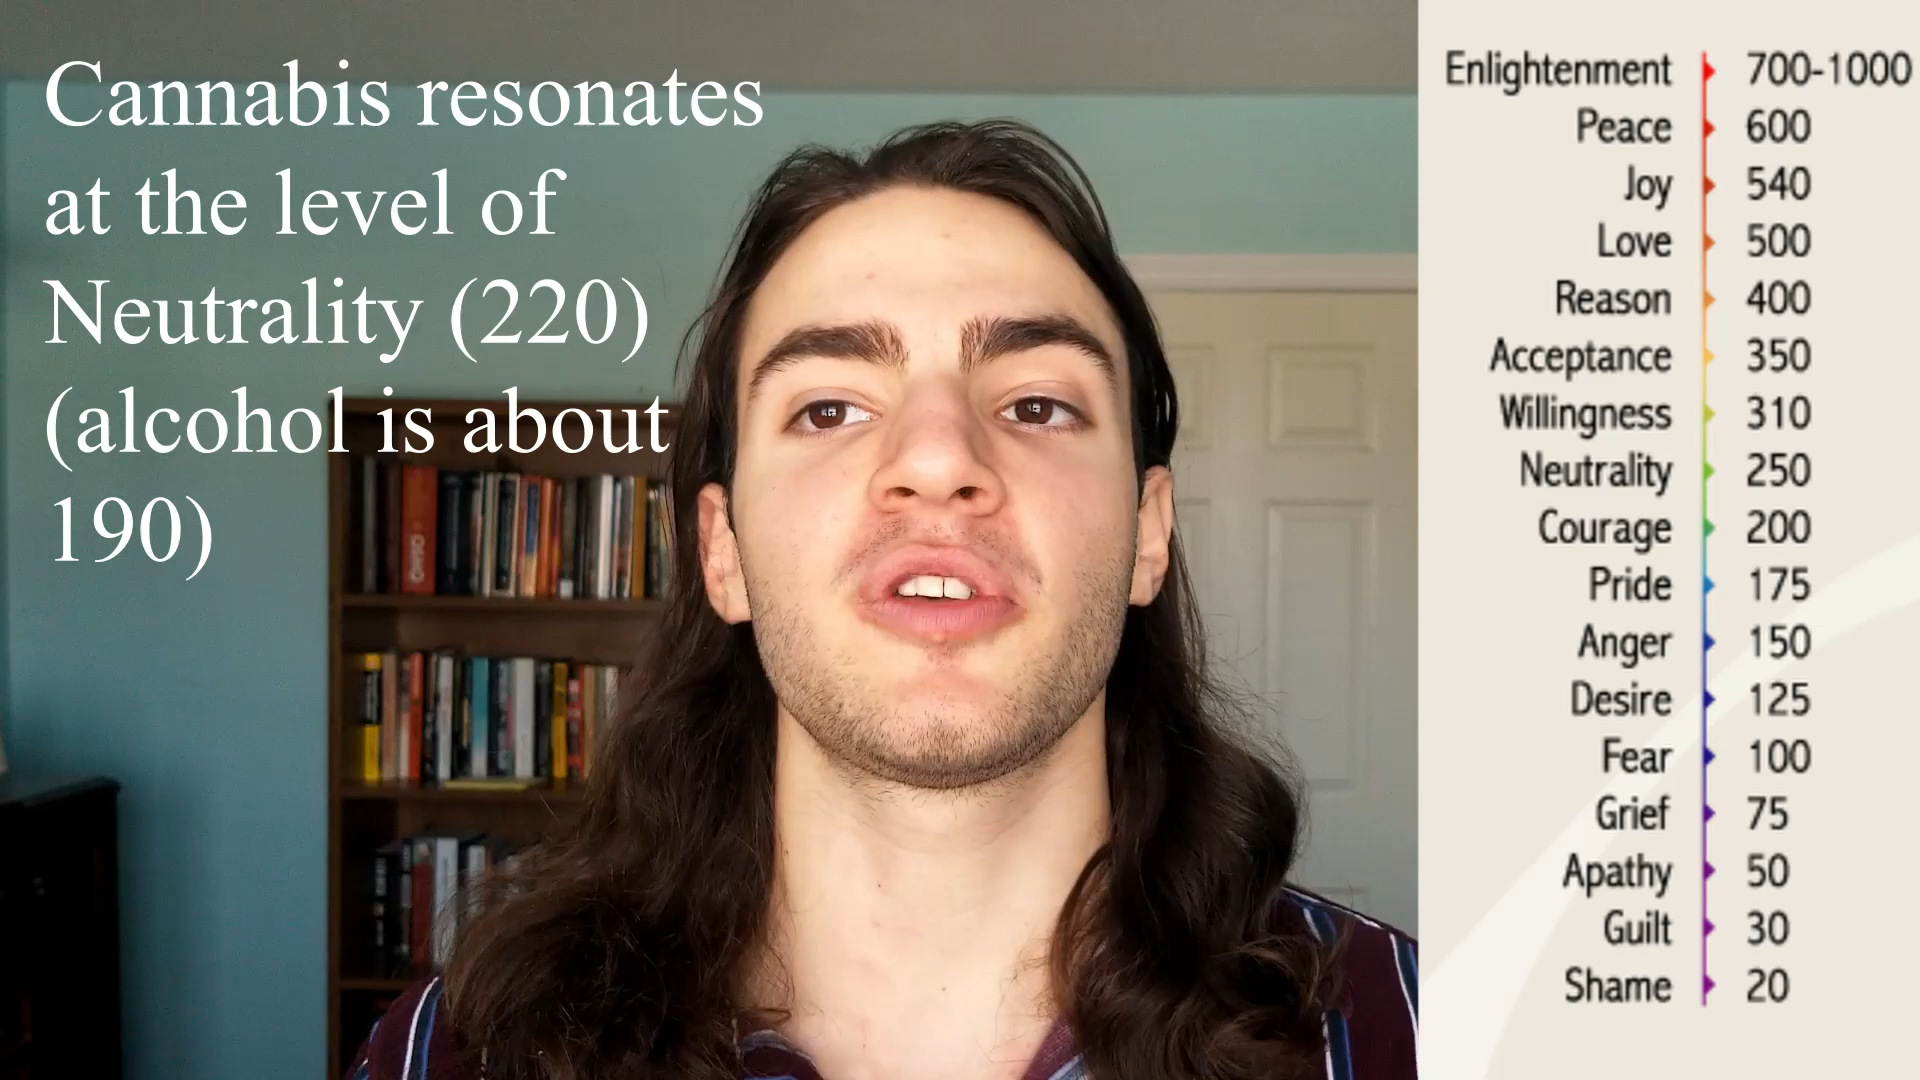 Cannabis resonates
at the level of
Neutrality (220)
(alcohol is about
190)
Enlightenment 700-1000
Peace 600
Joy 540
Love 500
Reason 400
Acceptance 350
Willingness 310
Neutrality 250
Courage 200
Pride 175
Anger 150
Desire 125
Fear 100
Grief 75
Apathy 50
Guilt 30
Shame 20
OSHO